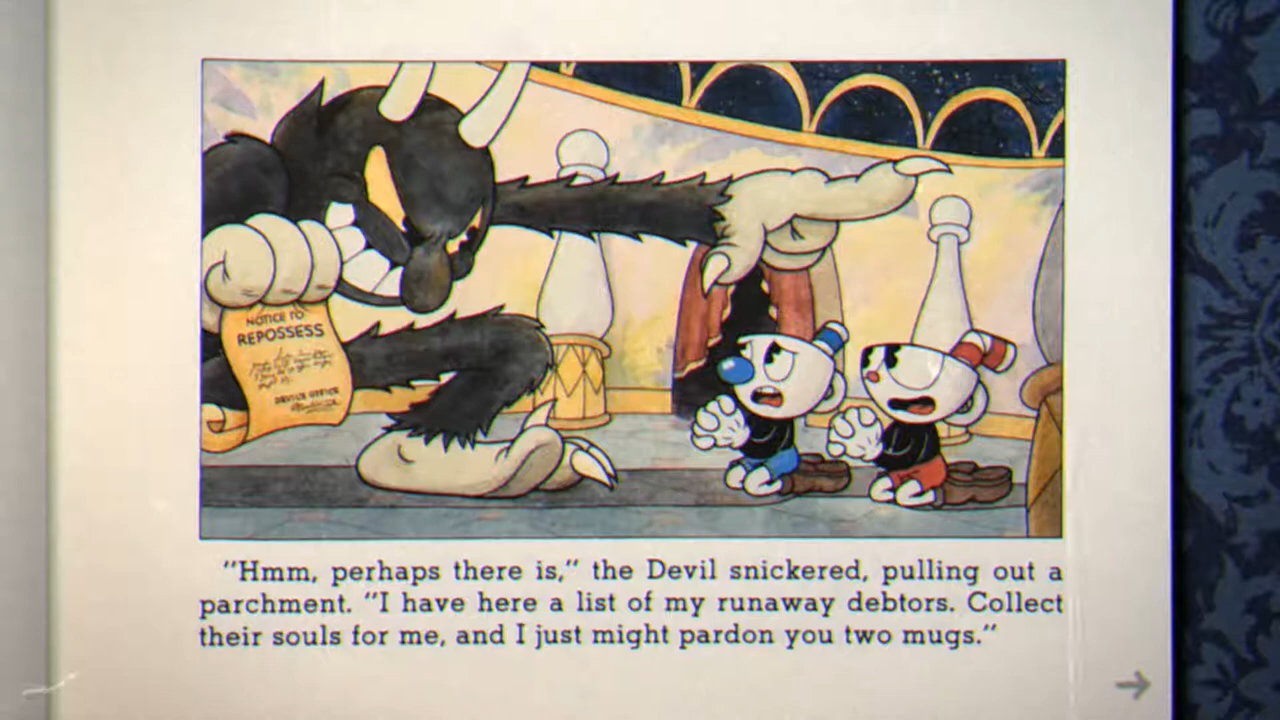 NOTICE TO
REPOSSESS
DEVIL'S OFFICE
"Hmm, perhaps there is," the Devil snickered, pulling out a
parchment. "I have here a list of my runaway debtors. Collect
their souls for me, and I just might pardon you two mugs."